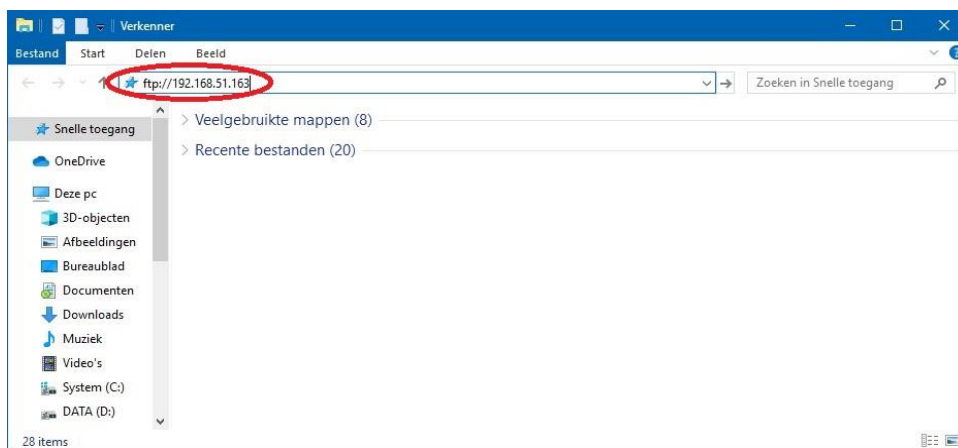 Verkenner
Bestand Start Delen Beeld
ftp://192.168.51.163 Zoeken in Snelle toegang
Snelle toegang
OneDrive
Deze pc
3D-objecten
Afbeeldingen
Bureaublad
Documenten
Downloads
Muziek
Video's
System (C:)
DATA (D:)
Veelgebruikte mappen (8)
Recente bestanden (20)
28 items